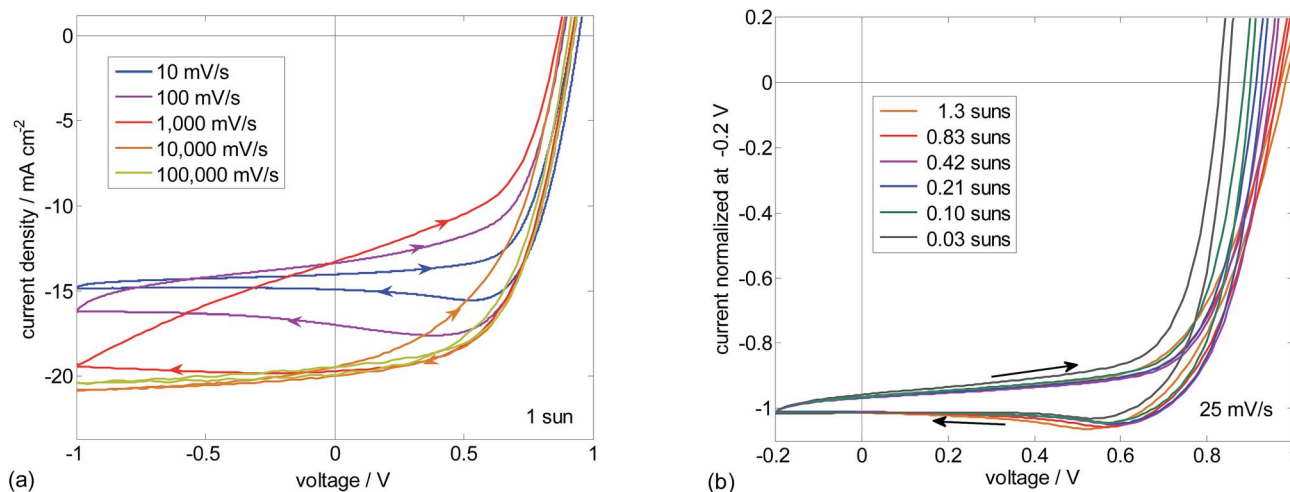 0
-5
-10
-15
-20
-1
-0.5
0
0.5
1
current density / mA cm-2
voltage / V
10 mV/s
100 mV/s
1,000 mV/s
10,000 mV/s
100,000 mV/s
1 sun
(a)
0.2
0
-0.2
-0.4
-0.6
-0.8
-1
-0.2
0
0.2
0.4
0.6
0.8
1
current normalized at -0.2 V
voltage / V
1.3 suns
0.83 suns
0.42 suns
0.21 suns
0.10 suns
0.03 suns
25 mV/s
(b)